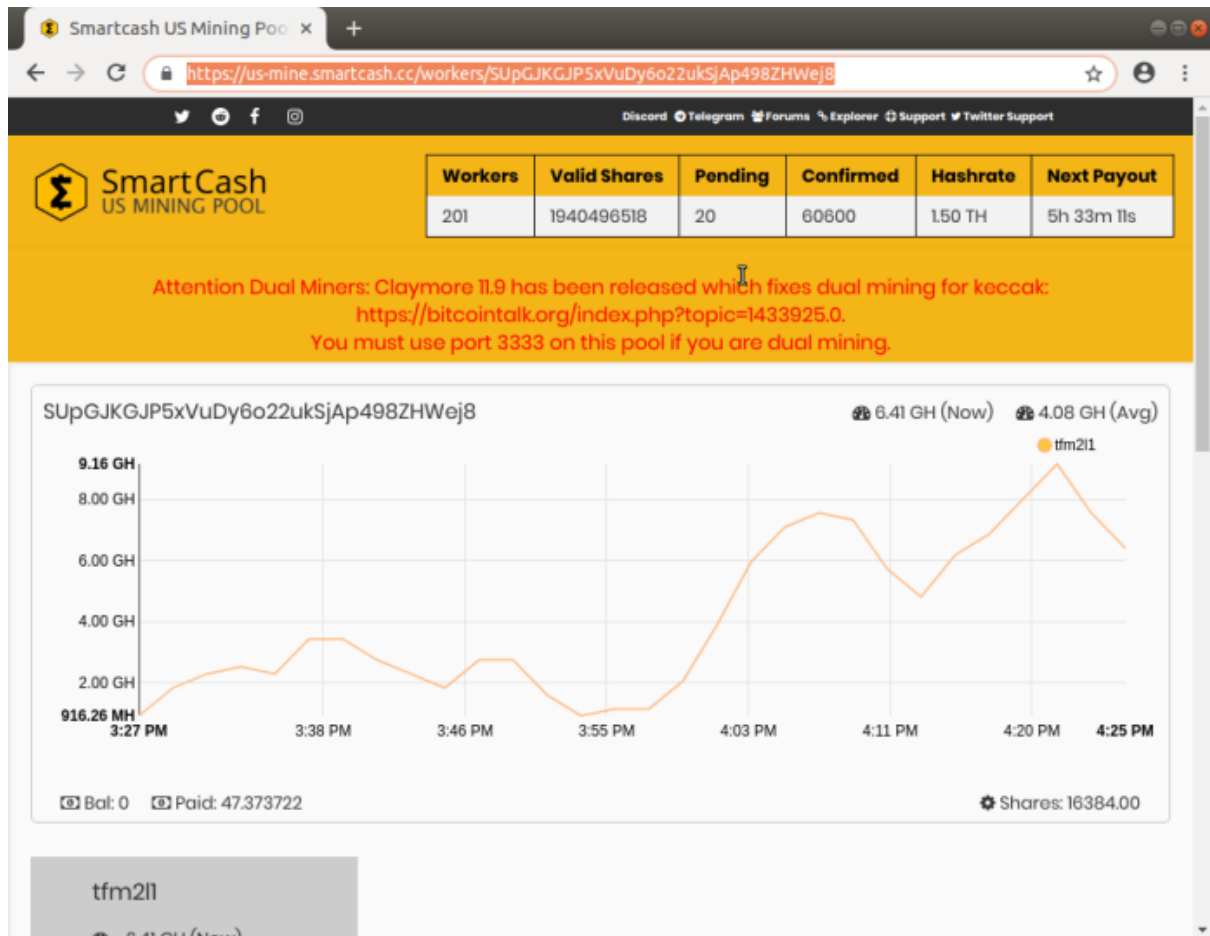 Smartcash US Mining Poo
https://us-mine.smartcash.cc/workers/SUpGJKGJP5xVuDy6o22ukSjAp498ZHWej8
Discord Telegram Forums Explorer Support Twitter Support
SmartCash
US MINING POOL
Workers Valid Shares Pending Confirmed Hashrate Next Payout
201 1940496518 20 60600 1.50 TH 5h 33m 11s
Attention Dual Miners: Claymore 11.9 has been released which fixes dual mining for keccak:
https://bitcointalk.org/index.php?topic=1433925.0.
You must use port 3333 on this pool if you are dual mining.
SUpGJKGJP5xVuDy6o22ukSjAp498ZHWej8 6.41 GH (Now) 4.08 GH (Avg)
tfm2l1
9.16 GH
8.00 GH
6.00 GH
4.00 GH
2.00 GH
916.26 MH
3:27 PM 3:38 PM 3:46 PM 3:55 PM 4:03 PM 4:11 PM 4:20 PM 4:25 PM
Bal: 0 Paid: 47.373722 Shares: 16384.00
tfm2l1
6.41 GH (Now)